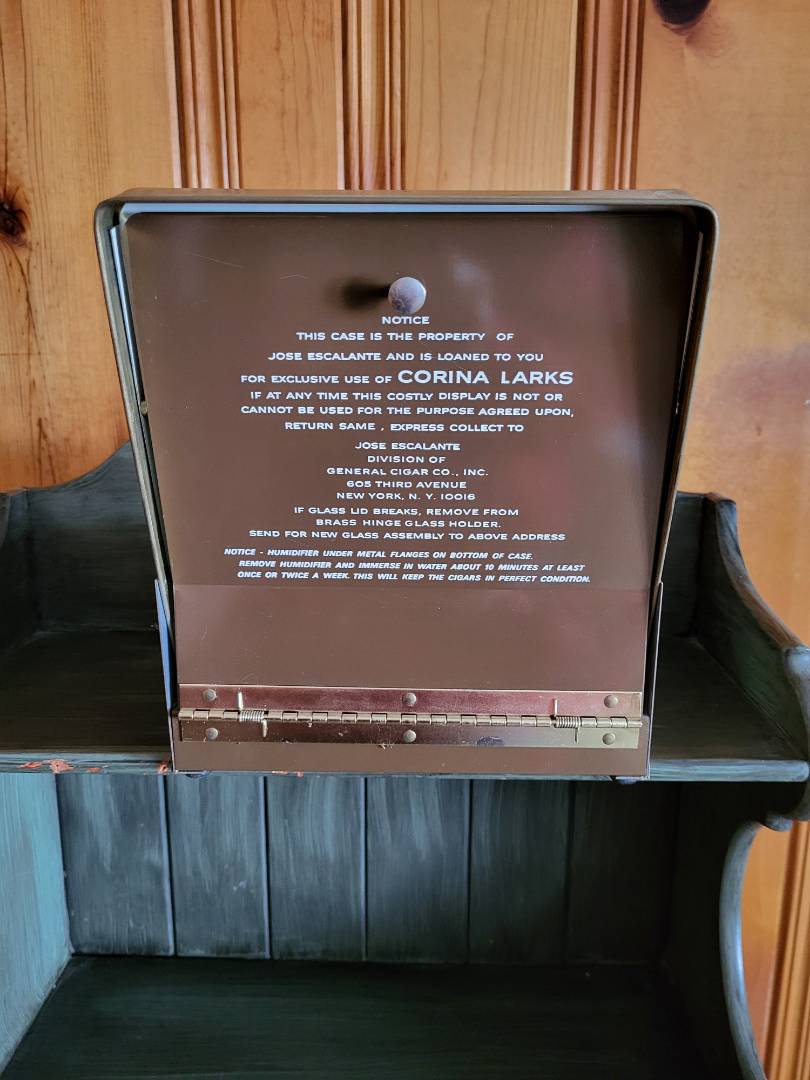 NOTICE
THIS CASE IS THE PROPERTY OF
JOSE ESCALANTE AND IS LOANED TO YOU
FOR EXCLUSIVE USE OF CORINA LARKS
IF AT ANY TIME THIS COSTLY DISPLAY IS NOT OR
CANNOT BE USED FOR THE PURPOSE AGREED UPON,
RETURN SAME, EXPRESS COLLECT TO
JOSE ESCALANTE
DIVISION OF
GENERAL CIGAR CO., INC.
605 THIRD AVENUE
NEW YORK, N. Y. 10016
IF GLASS LID BREAKS, REMOVE FROM
BRASS HINGE GLASS HOLDER.
SEND FOR NEW GLASS ASSEMBLY TO ABOVE ADDRESS
NOTICE - HUMIDIFIER UNDER METAL FLANGES ON BOTTOM OF CASE.
REMOVE HUMIDIFIER AND IMMERSE IN WATER ABOUT 10 MINUTES AT LEAST
ONCE OR TWICE A WEEK. THIS WILL KEEP THE CIGARS IN PERFECT CONDITION.